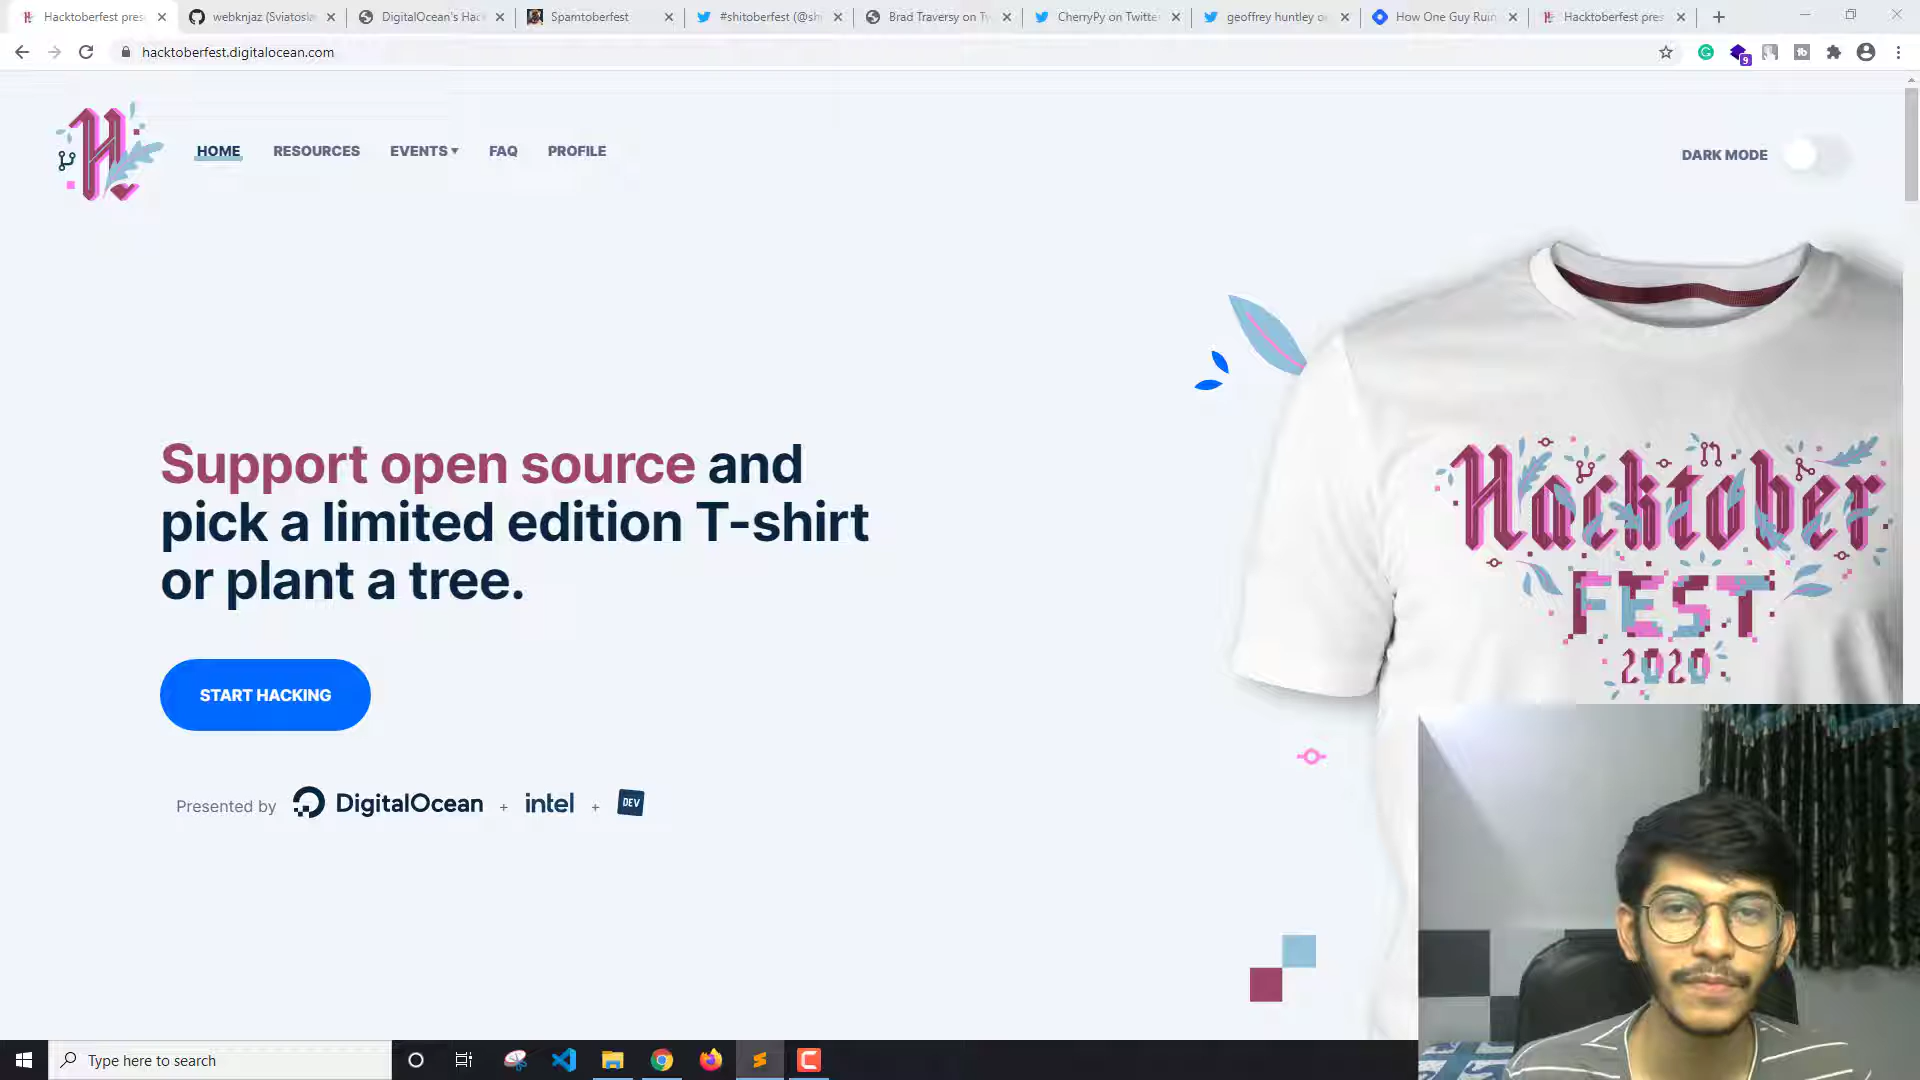 Hacktoberfest pres
webknjaz (Sviatosla
DigitalOcean's Hac
Spamtoberfest
#shitoberfest (@sh
Brad Traversy on Tw
CherryPy on Twitte
geoffrey huntley o
How One Guy Ruin
Hacktoberfest pres
hacktoberfest.digitalocean.com
9
H
HOME
RESOURCES
EVENTS
FAQ
PROFILE
DARK MODE
Hacktober
FEST
2020
Support open source and
pick a limited edition T-shirt
or plant a tree.
START HACKING
Presented by DigitalOcean + intel + DEV
Type here to search